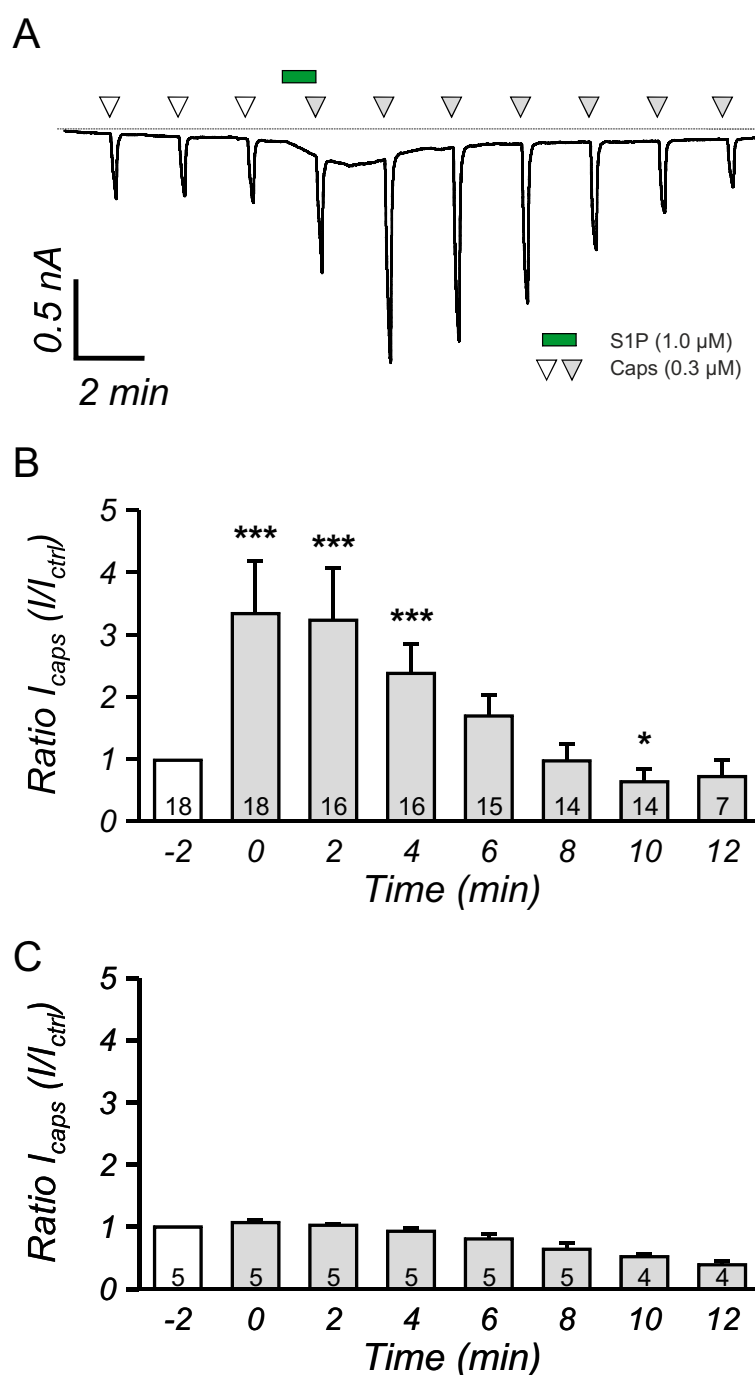 A
0.5 nA
2 min
S1P (1.0 µM)
Caps (0.3 µM)
B
Ratio Icaps (I/Ictrl)
5
4
3
2
1
0
*** *** *** *
18 18 16 16 15 14 14 7
-2 0 2 4 6 8 10 12
Time (min)
C
Ratio Icaps (I/Ictrl)
5
4
3
2
1
0
5 5 5 5 5 5 4 4
-2 0 2 4 6 8 10 12
Time (min)